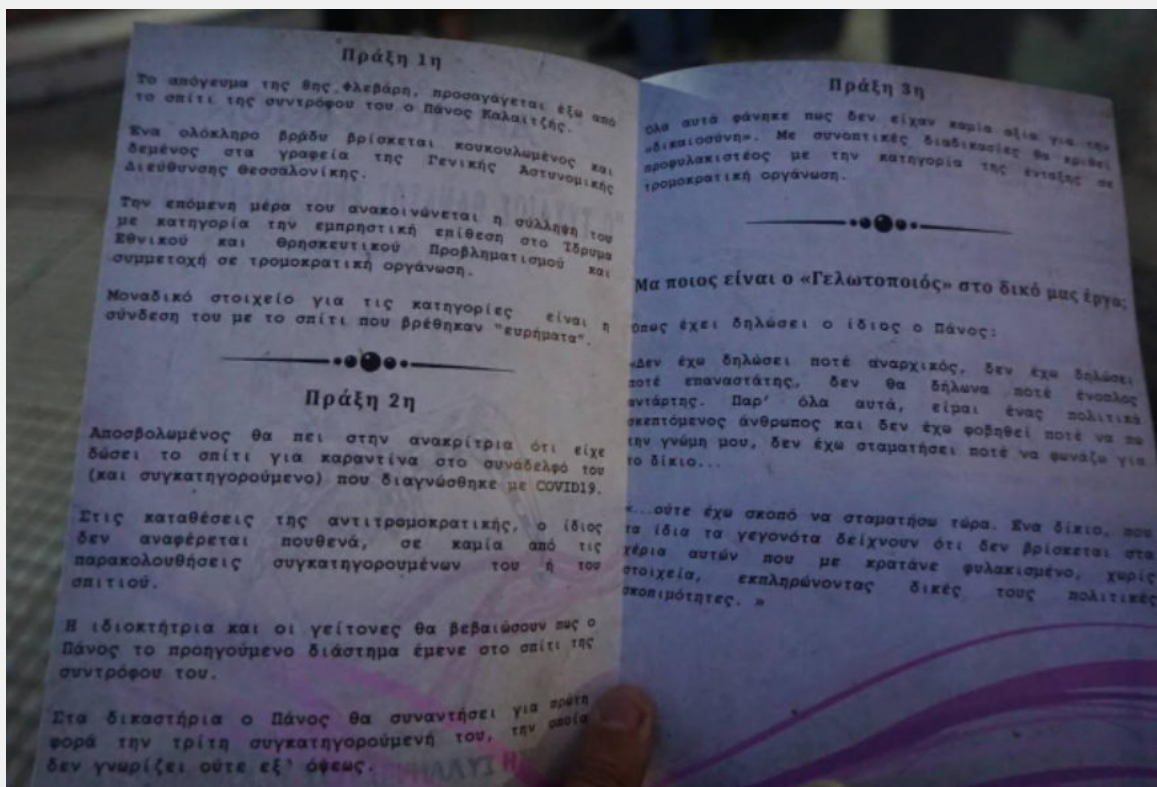 Πράξη 1η
Το απόγευμα της 8ης Φλεβάρη, προσαγάγεται έξω από
το σπίτι της συντρόφου του ο Πάνος Καλαϊτζής.
Ένα ολόκληρο βράδυ βρίσκεται κουκουλωμένος και
δεμένος στα γραφεία της Γενικής Αστυνομικής
Διεύθυνσης Θεσσαλονίκης.
Την επόμενη μέρα του ανακοινώνεται η σύλληψή του
με κατηγορία την εμπρηστική επίθεση στο Ίδρυμα
Εθνικού και Θρησκευτικού Προβληματισμού και
συμμετοχή σε τρομοκρατική οργάνωση.
Μοναδικό στοιχείο για τις κατηγορίες είναι η
σύνδεση του με το σπίτι που βρέθηκαν "ευρήματα".
Πράξη 2η
Αποσβολωμένος θα πει στην ανακρίτρια ότι είχε
δώσει το σπίτι για καραντίνα στο συνάδελφό του
(και συγκατηγορούμενο) που διαγνώσθηκε με COVID19.
Στις καταθέσεις της αντιτρομοκρατικής, ο ίδιος
δεν αναφέρεται πουθενά, σε καμία από τις
παρακολουθήσεις συγκατηγορουμένων του ή του
σπιτιού.
Η ιδιοκτήτρια και οι γείτονες θα βεβαιώσουν πως ο
Πάνος το προηγούμενο διάστημα έμενε στο σπίτι της
συντρόφου του.
Στα δικαστήρια ο Πάνος θα συναντήσει για πρώτη
φορά την τρίτη συγκατηγορούμενή του, την οποία
δεν γνωρίζει ούτε εξ' όψεως.
Πράξη 3η
Όλα αυτά φάνηκε πως δεν είχαν καμία αξία για την
«δικαιοσύνη». Με συνοπτικές διαδικασίες θα κριθεί
προφυλακιστέος με την κατηγορία της ένταξης σε
τρομοκρατική οργάνωση.
Μα ποιος είναι ο «Γελωτοποιός» στο δικό μας έργο;
Όπως έχει δηλώσει ο ίδιος ο Πάνος:
«Δεν έχω δηλώσει ποτέ αναρχικός, δεν έχω δηλώσει
ποτέ επαναστάτης, δεν θα δήλωνα ποτέ ένοπλος
αντάρτης. Παρ' όλα αυτά, είμαι ένας πολιτικά
σκεπτόμενος άνθρωπος και δεν έχω φοβηθεί ποτέ να πω
την γνώμη μου, δεν έχω σταματήσει ποτέ να φωνάζω για
το δίκιο...
«...ούτε έχω σκοπό να σταματήσω τώρα. Ένα δίκιο, που
τα ίδια τα γεγονότα δείχνουν ότι δεν βρίσκεται στα
χέρια αυτών που με κρατάνε φυλακισμένο, χωρίς
στοιχεία, εκπληρώνοντας δικές τους πολιτικές
σκοπιμότητες. »